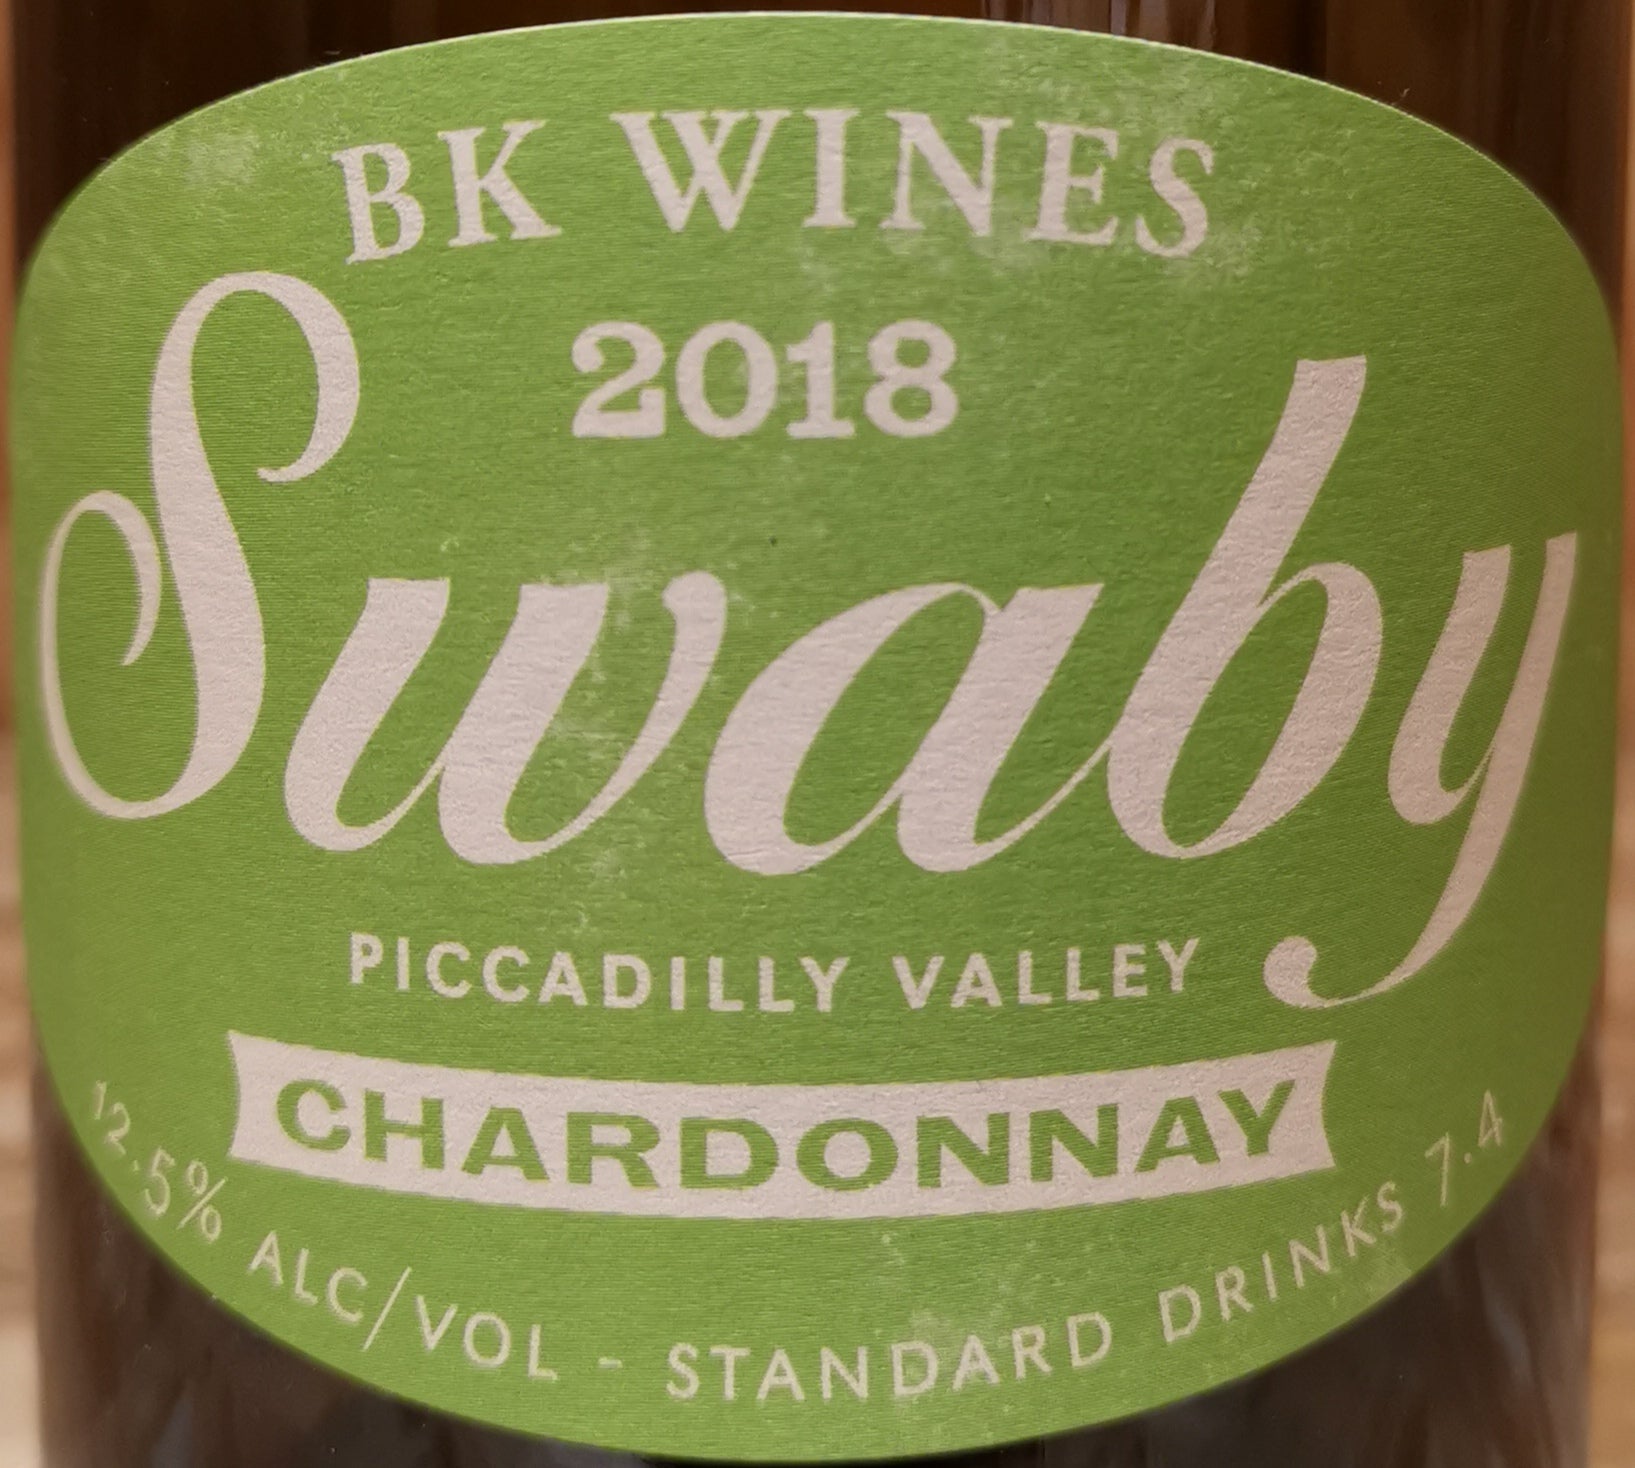 BK WINES
2018
Swaby
PICCADILLY VALLEY
CHARDONNAY
12.5% ALC/VOL - STANDARD DRINKS 7.4